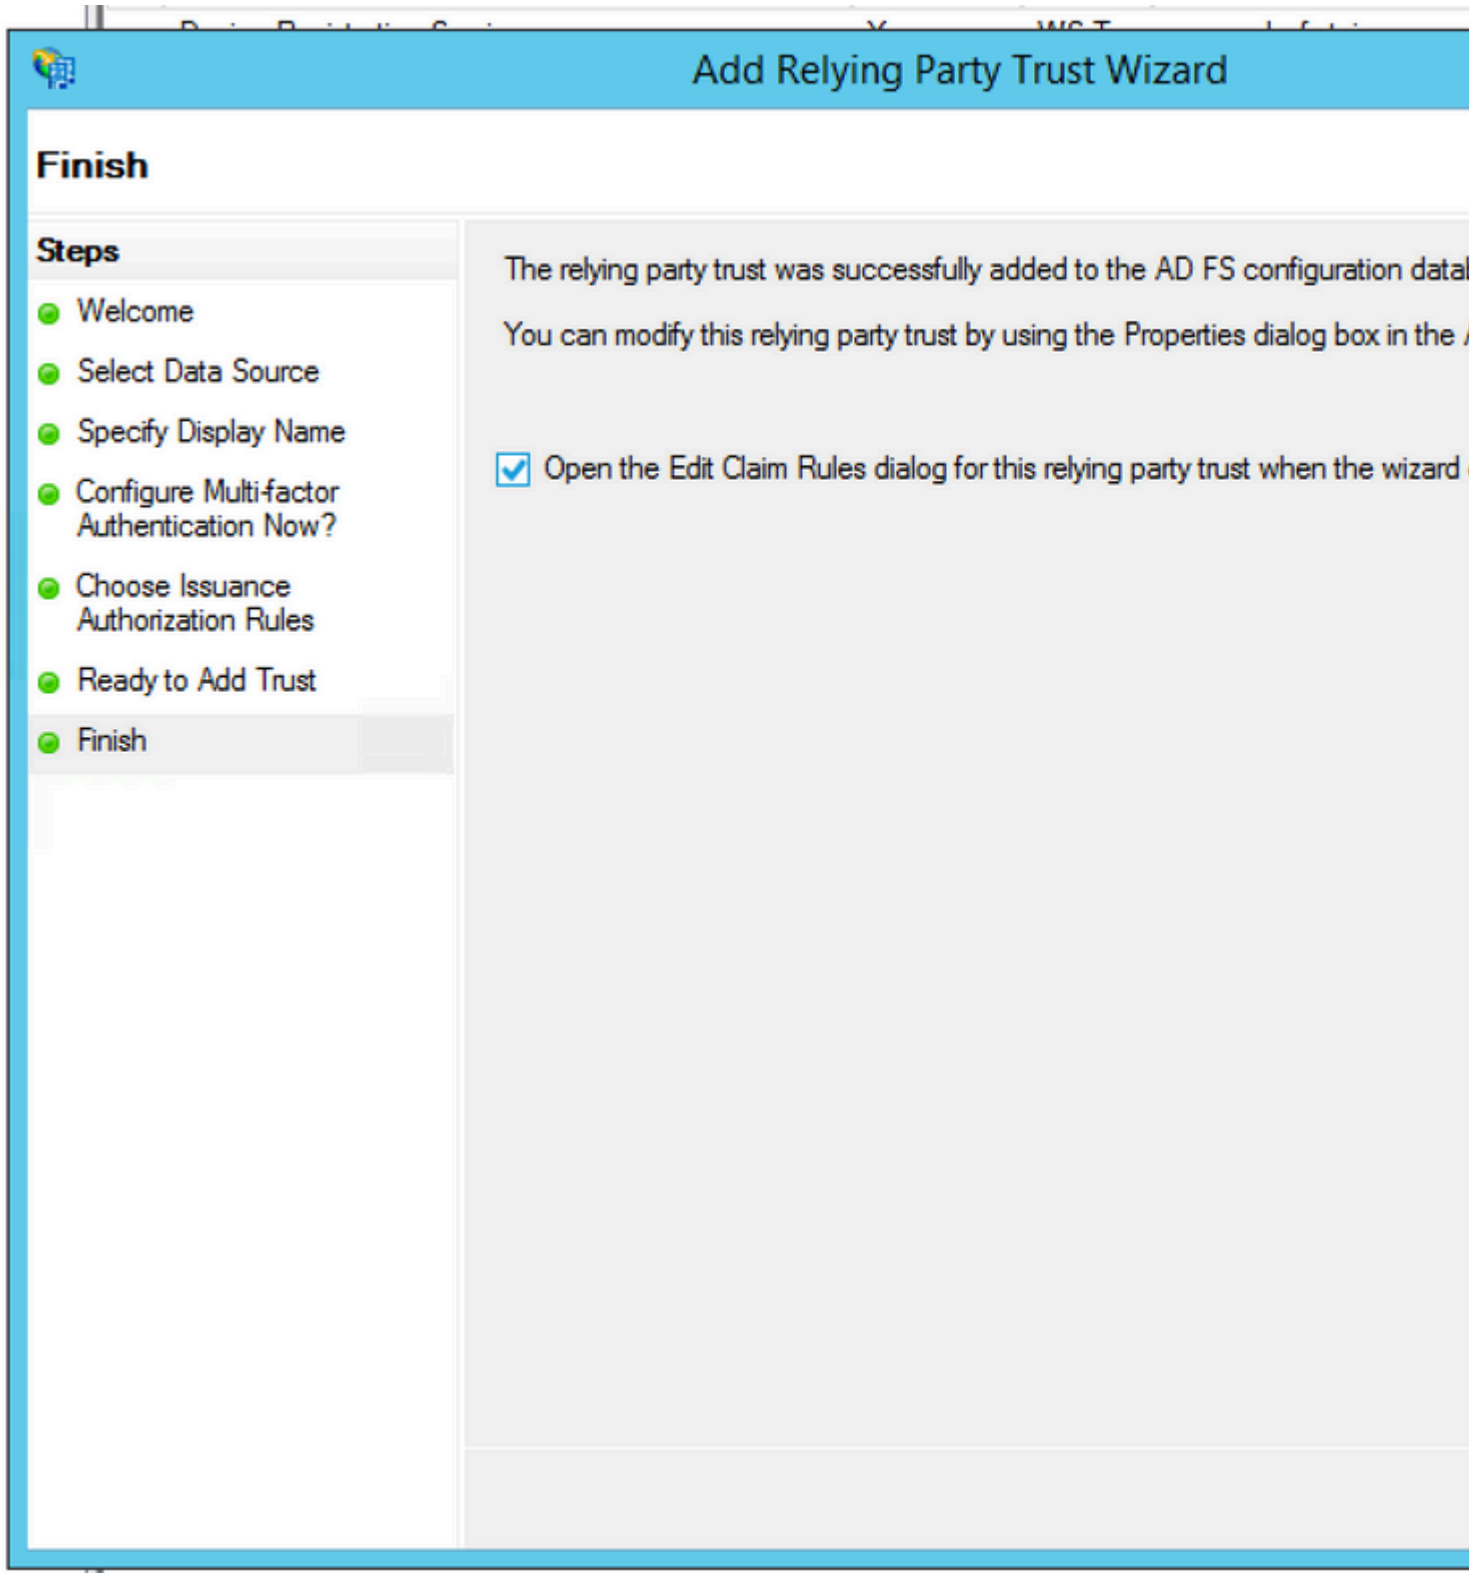 Add Relying Party Trust Wizard
Finish
Steps
Welcome
Select Data Source
Specify Display Name
Configure Multi-factor
Authentication Now?
Choose Issuance
Authorization Rules
Ready to Add Trust
Finish
The relying party trust was successfully added to the AD FS configuration
You can modify this relying party trust by using the Properties dialog box in the
Open the Edit Claim Rules dialog for this relying party trust when the wizard